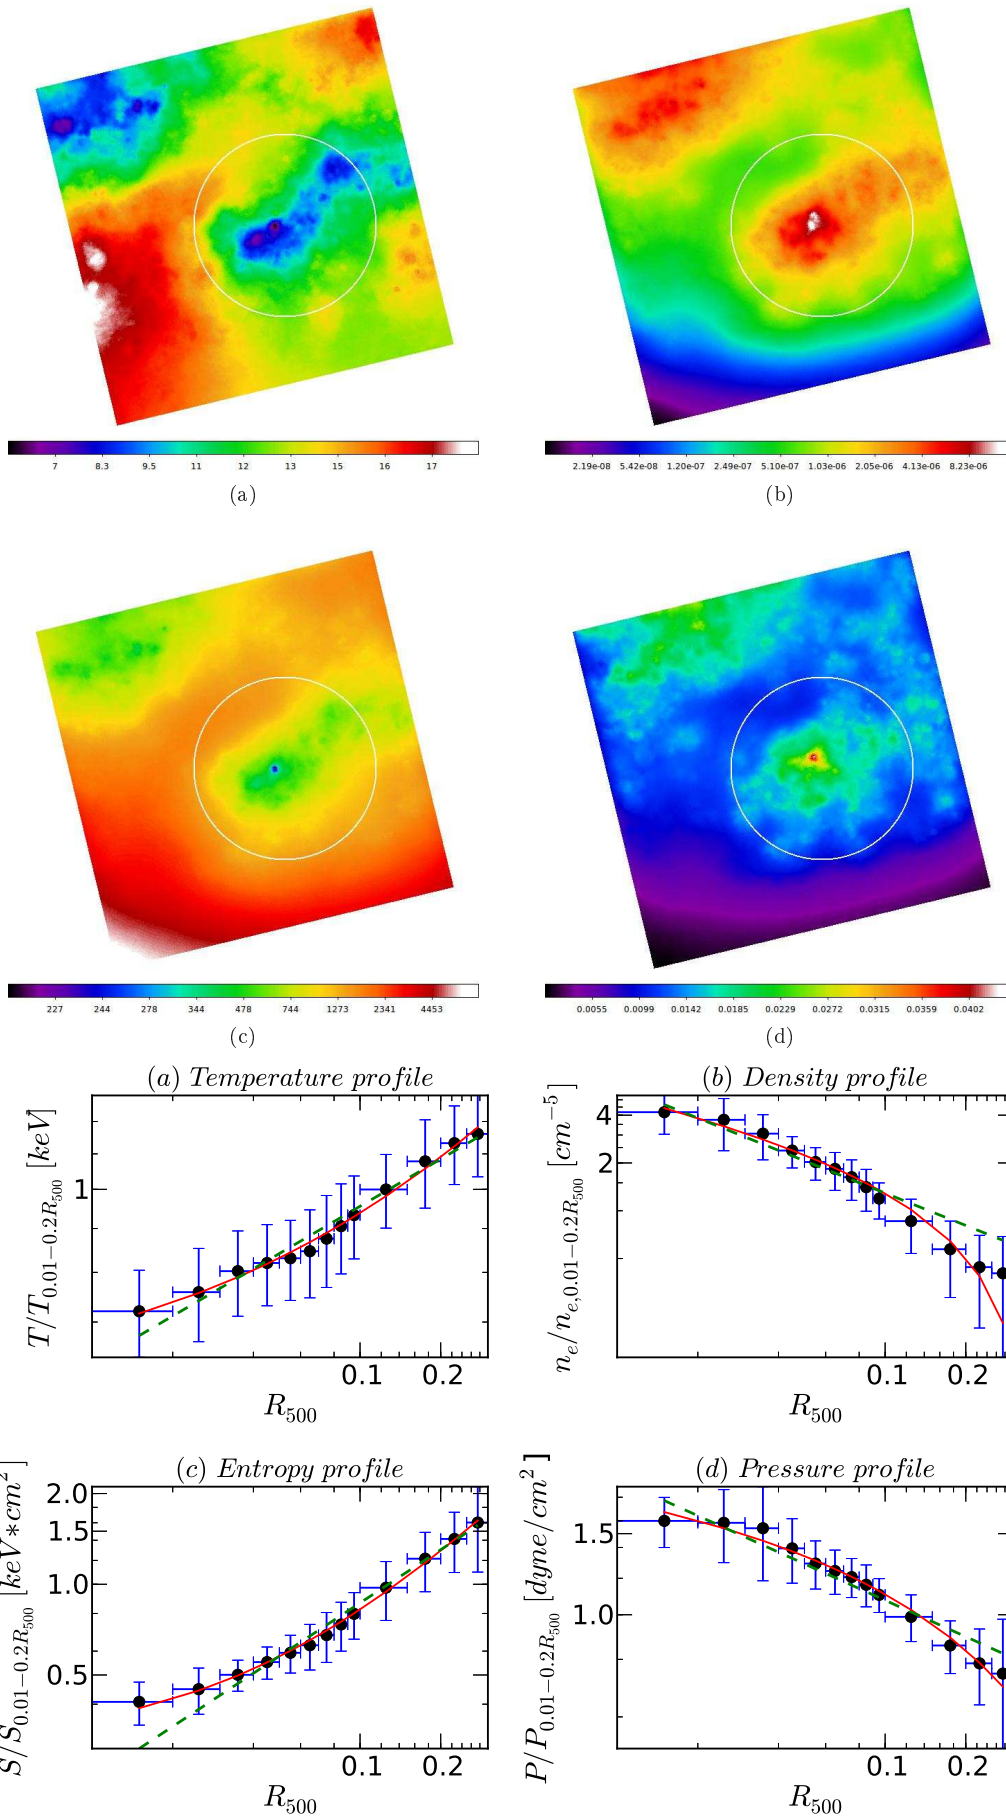 7 8.3 9.5 11 12 13 15 16 17
2.19e-08 5.42e-08 1.20e-07 2.49e-07 5.10e-07 1.03e-06 2.05e-06 4.13e-06 8.23e-06
(a)
(b)
227 244 278 344 478 744 1273 2341 4453
0.0055 0.0099 0.0142 0.0185 0.0229 0.0272 0.0315 0.0359 0.0402
(c)
(d)
(a) Temperature profile
T/T0.01−0.2R500 [keV]
1
0.1 0.2
R500
(b) Density profile
ne/ne,0.01−0.2R500 [cm−5]
4
2
0.1 0.2
R500
(c) Entropy profile
S/S0.01−0.2R500 [keV∗cm2]
2.0
1.5
1.0
0.5
0.1 0.2
R500
(d) Pressure profile
P/P0.01−0.2R500 [dyne/cm2]
1.5
1.0
0.1 0.2
R500